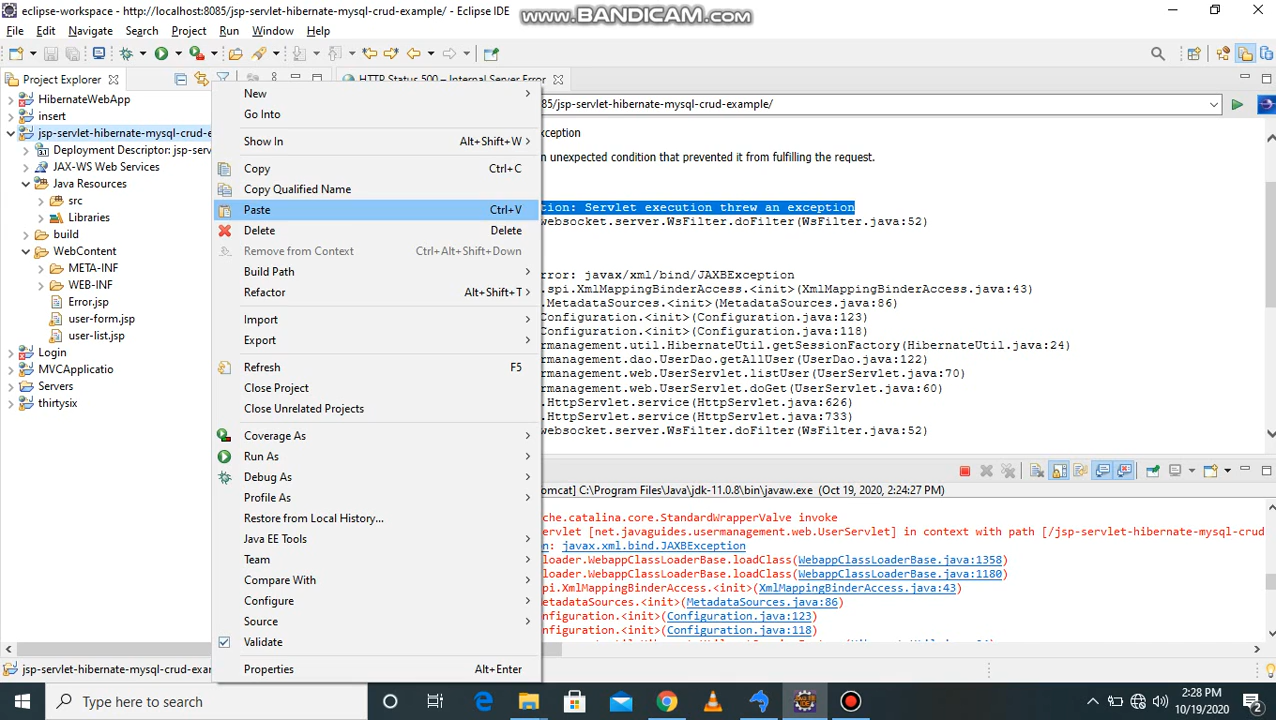 eclipse-workspace - http://localhost:8085/jsp-servlet-hibernate-mysql-crud-example/ - Eclipse IDE
www.BANDICAM.com
File Edit Navigate Search Project Run Window Help
Project Explorer
HTTP Status 500 – Internal Server Error
HibernateWebApp
insert
jsp-servlet-hibernate-mysql-crud-e
Deployment Descriptor: jsp-serv
JAX-WS Web Services
Java Resources
src
Libraries
build
WebContent
META-INF
WEB-INF
Error.jsp
user-form.jsp
user-list.jsp
Login
MVCApplicatio
Servers
thirtysix
New
Go Into
Show In Alt+Shift+W
Copy Ctrl+C
Copy Qualified Name
Paste Ctrl+V
Delete Delete
Remove from Context Ctrl+Alt+Shift+Down
Build Path
Refactor Alt+Shift+T
Import
Export
Refresh F5
Close Project
Close Unrelated Projects
Coverage As
Run As
Debug As
Profile As
Restore from Local History...
Java EE Tools
Team
Compare With
Configure
Source
Validate
Properties Alt+Enter
85/jsp-servlet-hibernate-mysql-crud-example/
xception
n unexpected condition that prevented it from fulfilling the request.
tion: Servlet execution threw an exception
websocket.server.WsFilter.doFilter(WsFilter.java:52)
rror: javax/xml/bind/JAXBException
.spi.XmlMappingBinderAccess.<init>(XmlMappingBinderAccess.java:43)
.MetadataSources.<init>(MetadataSources.java:86)
Configuration.<init>(Configuration.java:123)
Configuration.<init>(Configuration.java:118)
rmanagement.util.HibernateUtil.getSessionFactory(HibernateUtil.java:24)
rmanagement.dao.UserDao.getAllUser(UserDao.java:122)
rmanagement.web.UserServlet.listUser(UserServlet.java:70)
rmanagement.web.UserServlet.doGet(UserServlet.java:60)
.HttpServlet.service(HttpServlet.java:626)
.HttpServlet.service(HttpServlet.java:733)
websocket.server.WsFilter.doFilter(WsFilter.java:52)
omcat] C:\Program Files\Java\jdk-11.0.8\bin\javaw.exe (Oct 19, 2020, 2:24:27 PM)
che.catalina.core.StandardWrapperValve invoke
ervlet [net.javaguides.usermanagement.web.UserServlet] in context with path [/jsp-servlet-hibernate-mysql-crud
n: javax.xml.bind.JAXBException
loader.WebappClassLoaderBase.loadClass(WebappClassLoaderBase.java:1358)
loader.WebappClassLoaderBase.loadClass(WebappClassLoaderBase.java:1180)
pi.XmlMappingBinderAccess.<init>(XmlMappingBinderAccess.java:43)
etadataSources.<init>(MetadataSources.java:86)
nfiguration.<init>(Configuration.java:123)
nfiguration.<init>(Configuration.java:118)
jsp-servlet-hibernate-mysql-crud-exar
Type here to search
2:28 PM
10/19/2020